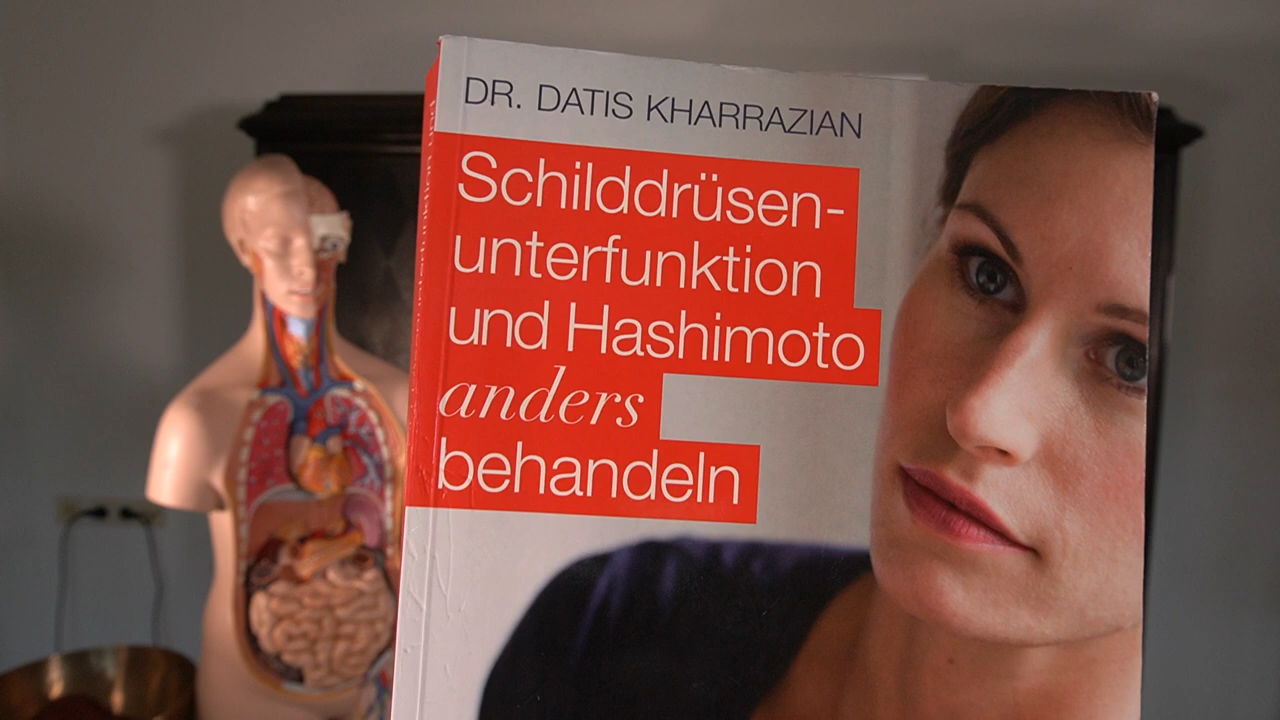 DR. DATIS KHARRAZIAN
Schilddrüsen-
unterfunktion
und Hashimoto
anders
behandeln